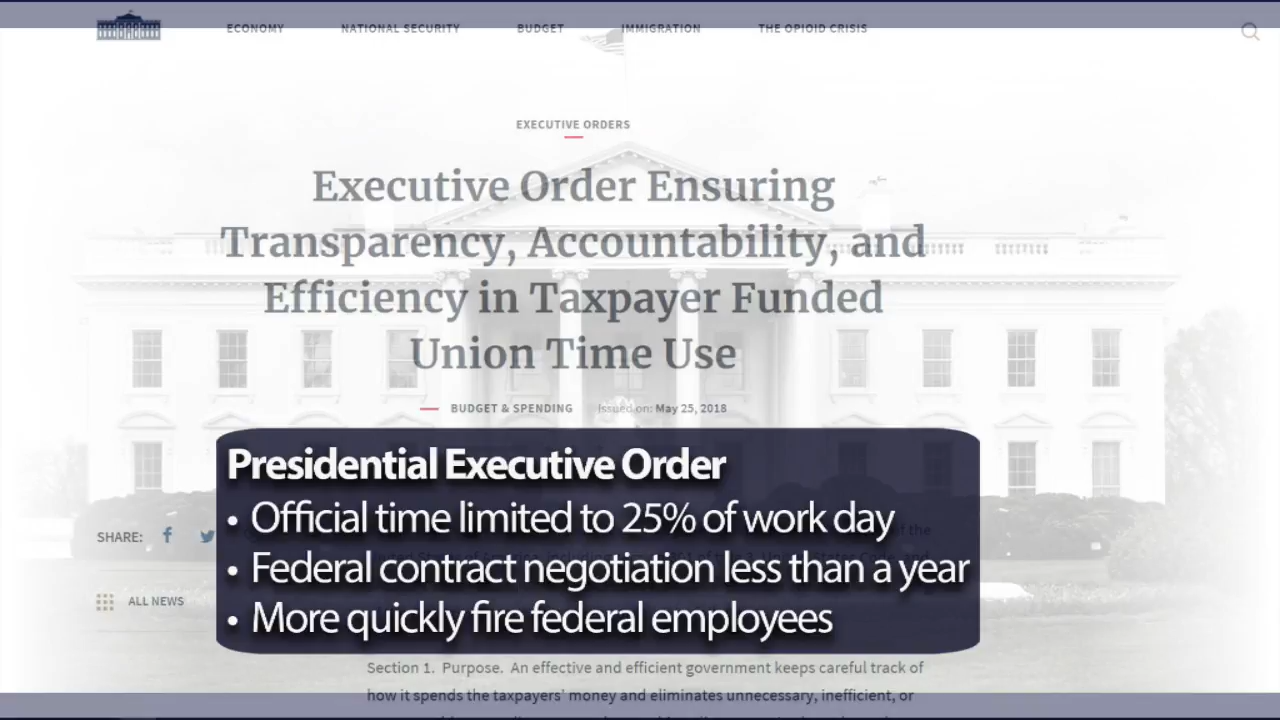 ECONOMY NATIONAL SECURITY BUDGET IMMIGRATION THE OPIOID CRISIS
EXECUTIVE ORDERS
Executive Order Ensuring
Transparency, Accountability, and
Efficiency in Taxpayer Funded
Union Time Use
BUDGET & SPENDING Issued on: May 25, 2018
Presidential Executive Order
• Official time limited to 25% of work day
• Federal contract negotiation less than a year
• More quickly fire federal employees
SHARE:
of the
ALL NEWS
Section 1. Purpose. An effective and efficient government keeps careful track of
how it spends the taxpayers' money and eliminates unnecessary, inefficient, or